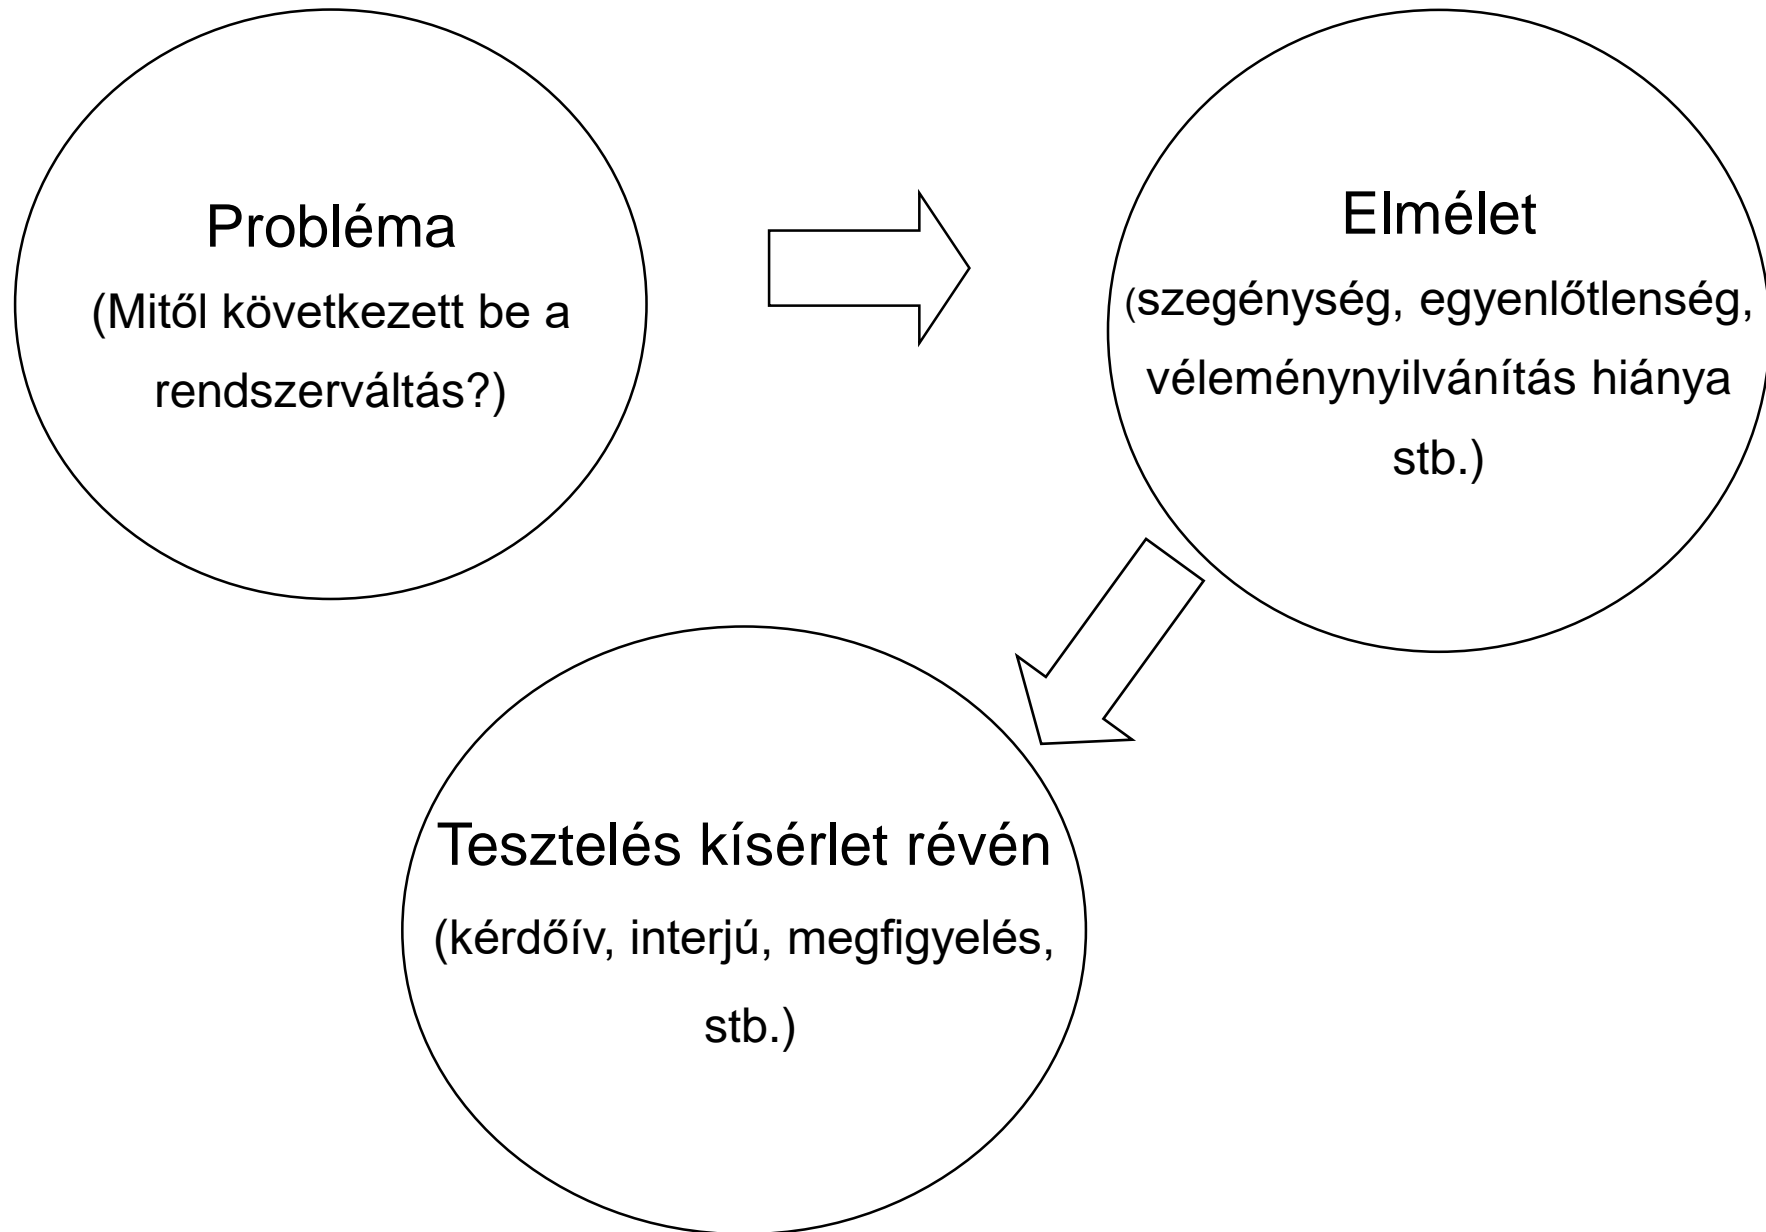 Probléma
(Mitől következett be a
rendszerváltás?)
Elmélet
(szegénység, egyenlőtlenség,
véleménynyilvánítás hiánya
stb.)
Tesztelés kísérlet révén
(kérdőív, interjú, megfigyelés,
stb.)